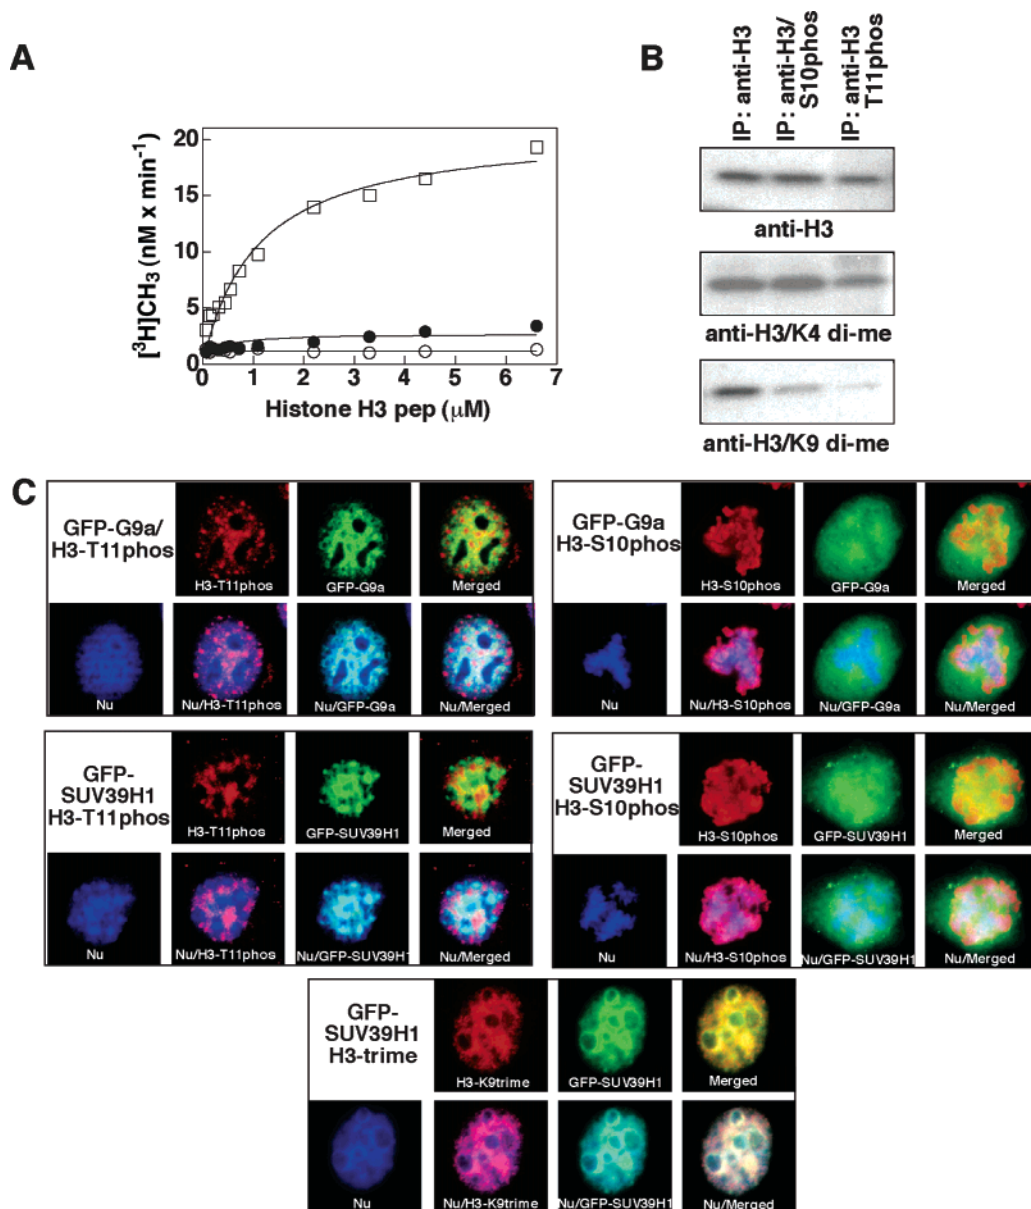 A
20
15
10
5
0
0
1
2
3
4
5
6
7
[³H]CH₃ (nM x min⁻¹)
Histone H3 pep (μM)
B
IP: anti-H3
IP: anti-H3/
S10phos
IP: anti-H3
T11phos
anti-H3
anti-H3/K4 di-me
anti-H3/K9 di-me
C
GFP-G9a/
H3-T11phos
H3-T11phos
GFP-G9a
Merged
Nu
Nu/H3-T11phos
Nu/GFP-G9a
Nu/Merged
GFP-G9a
H3-S10phos
H3-S10phos
GFP-G9a
Merged
Nu
Nu/H3-S10phos
Nu/GFP-G9a
Nu/Merged
GFP-
SUV39H1
H3-T11phos
H3-T11phos
GFP-SUV39H1
Merged
Nu
Nu/H3-T11phos
Nu/GFP-SUV39H1
Nu/Merged
GFP-
SUV39H1
H3-S10phos
H3-S10phos
GFP-SUV39H1
Merged
Nu
Nu/H3-S10phos
Nu/GFP-SUV39H1
Nu/Merged
GFP-
SUV39H1
H3-trime
H3-K9trime
GFP-SUV39H1
Merged
Nu
Nu/H3-K9trime
Nu/GFP-SUV39H1
Nu/Merged